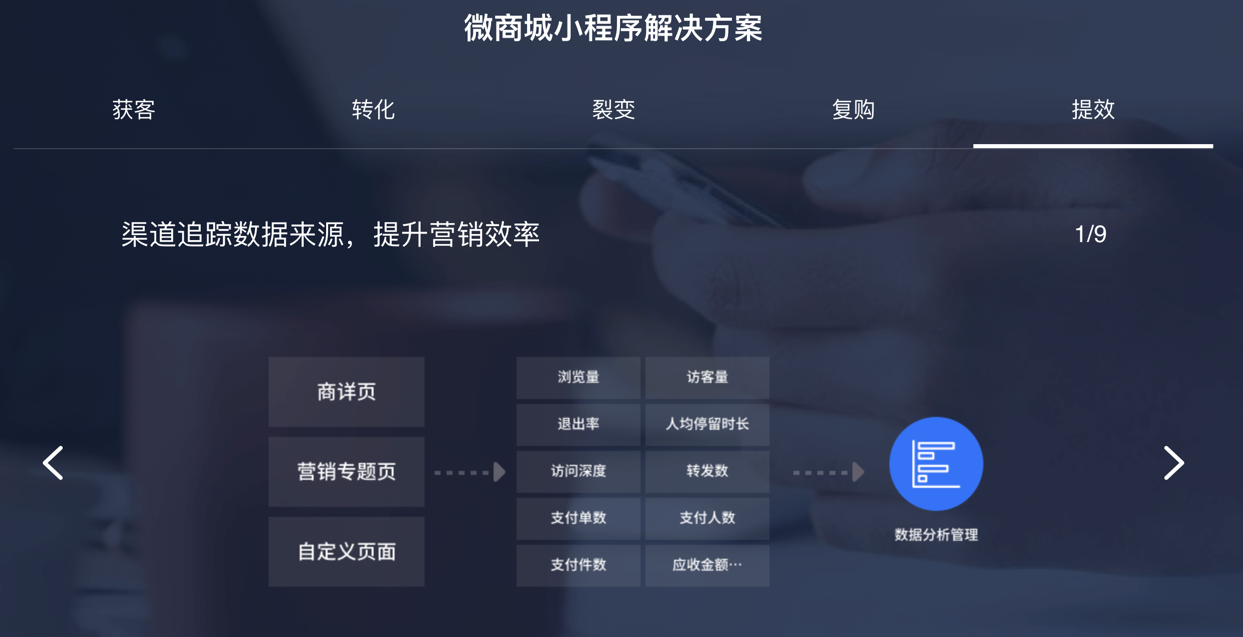 微商城小程序解决方案
获客
转化
裂变
复购
提效
渠道追踪数据来源，提升营销效率
1/9
商详页
营销专题页
自定义页面
浏览量
访客量
退出率
人均停留时长
访问深度
转发数
支付单数
支付人数
支付件数
应收金额…
数据分析管理